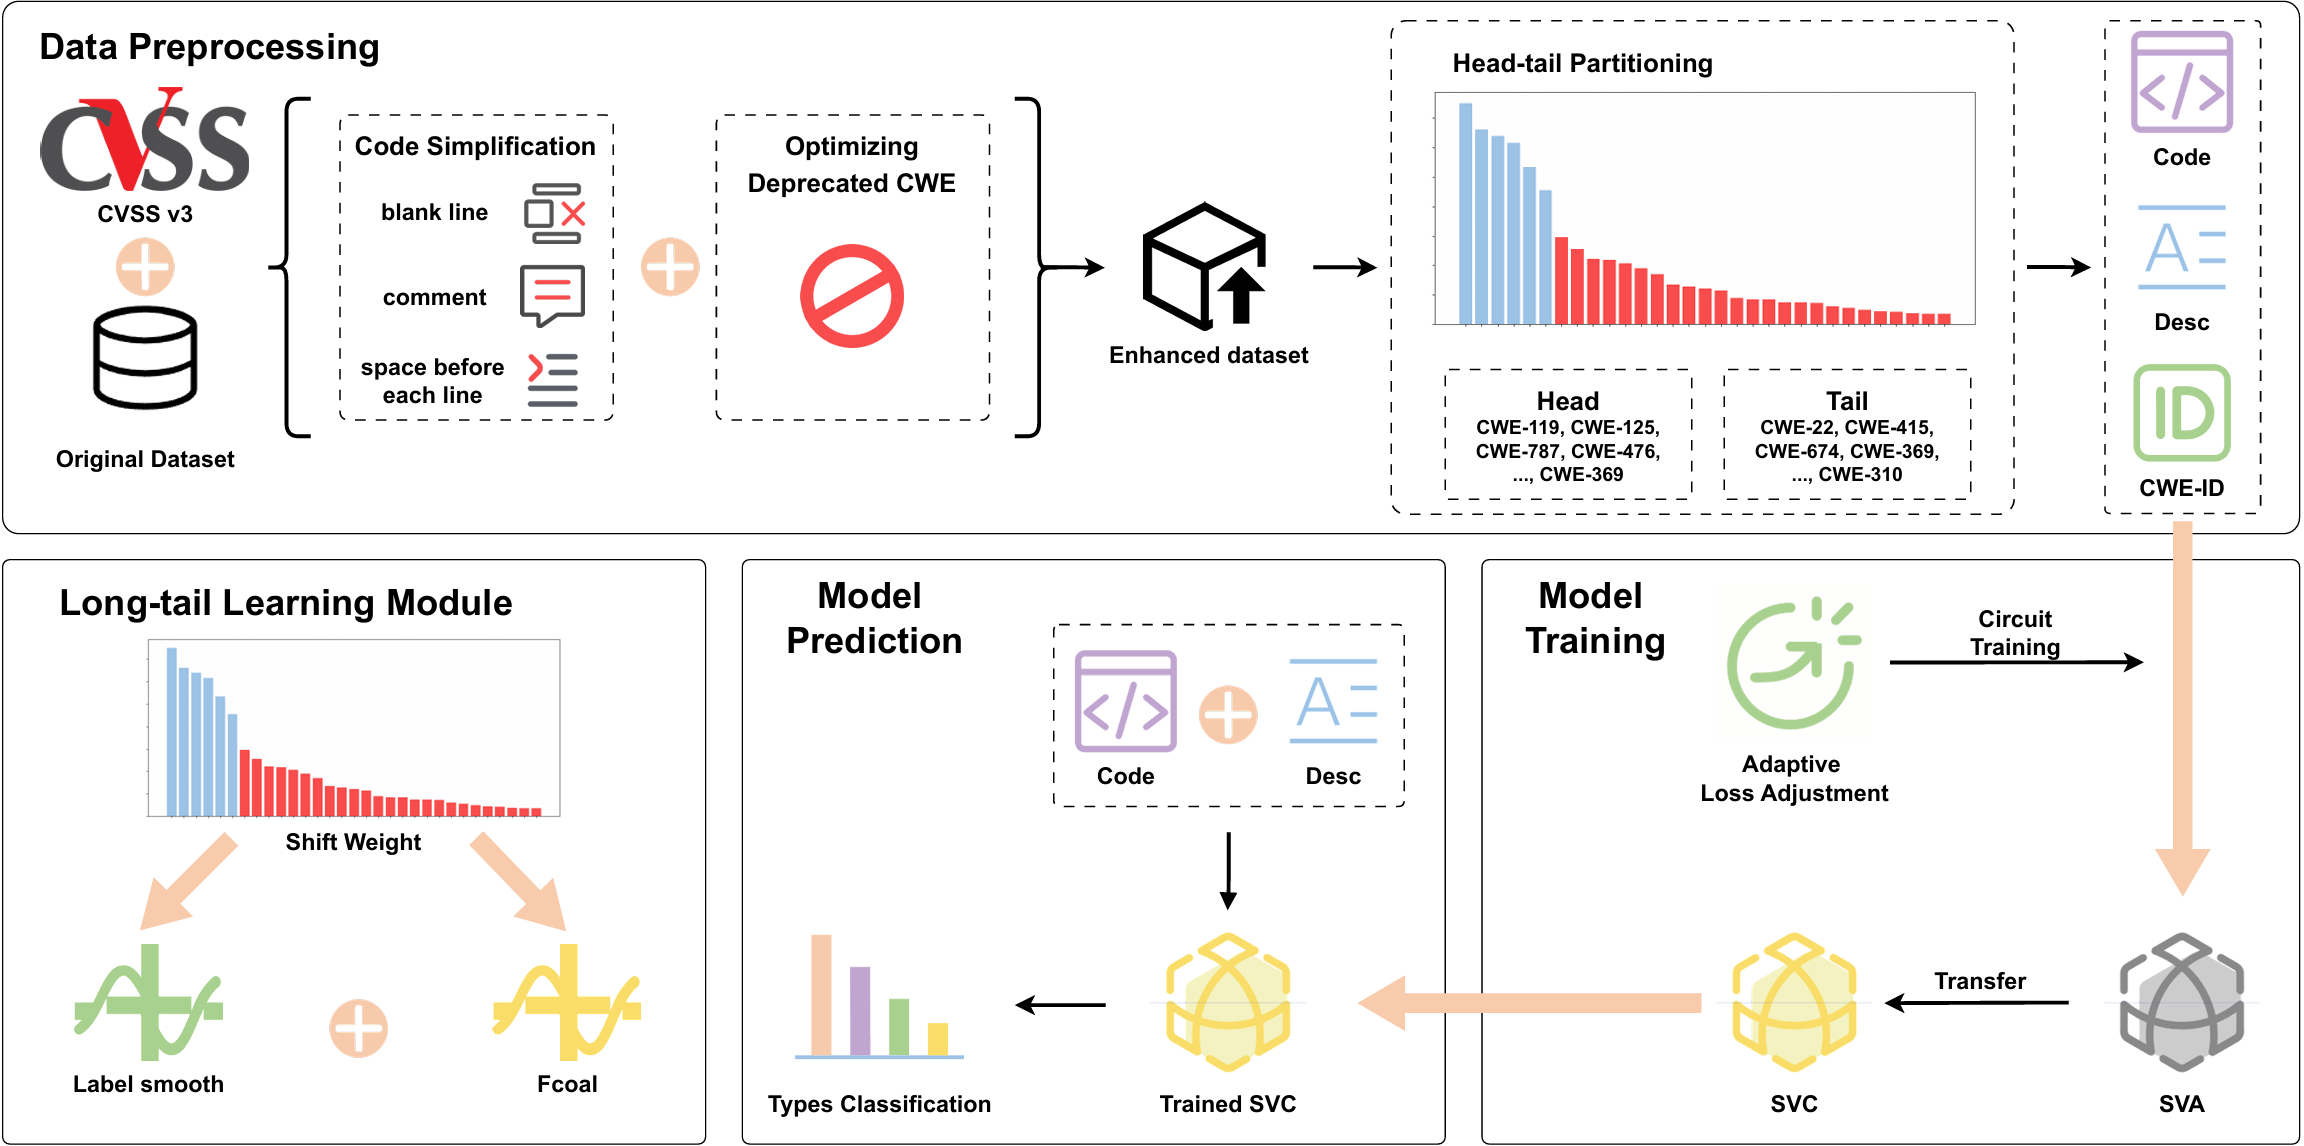 Data Preprocessing
CVSS
CVSS v3
Original Dataset
Code Simplification
blank line
comment
space before
each line
Optimizing
Deprecated CWE
Enhanced dataset
Head-tail Partitioning
Head
CWE-119, CWE-125,
CWE-787, CWE-476,
..., CWE-369
Tail
CWE-22, CWE-415,
CWE-674, CWE-369,
..., CWE-310
</>
Code
A
Desc
ID
CWE-ID
Long-tail Learning Module
Shift Weight
Label smooth
Fcoal
Model
Prediction
</>
Code
A
Desc
Types Classification
Trained SVC
Model
Training
Circuit
Training
Adaptive
Loss Adjustment
Transfer
SVC
SVA